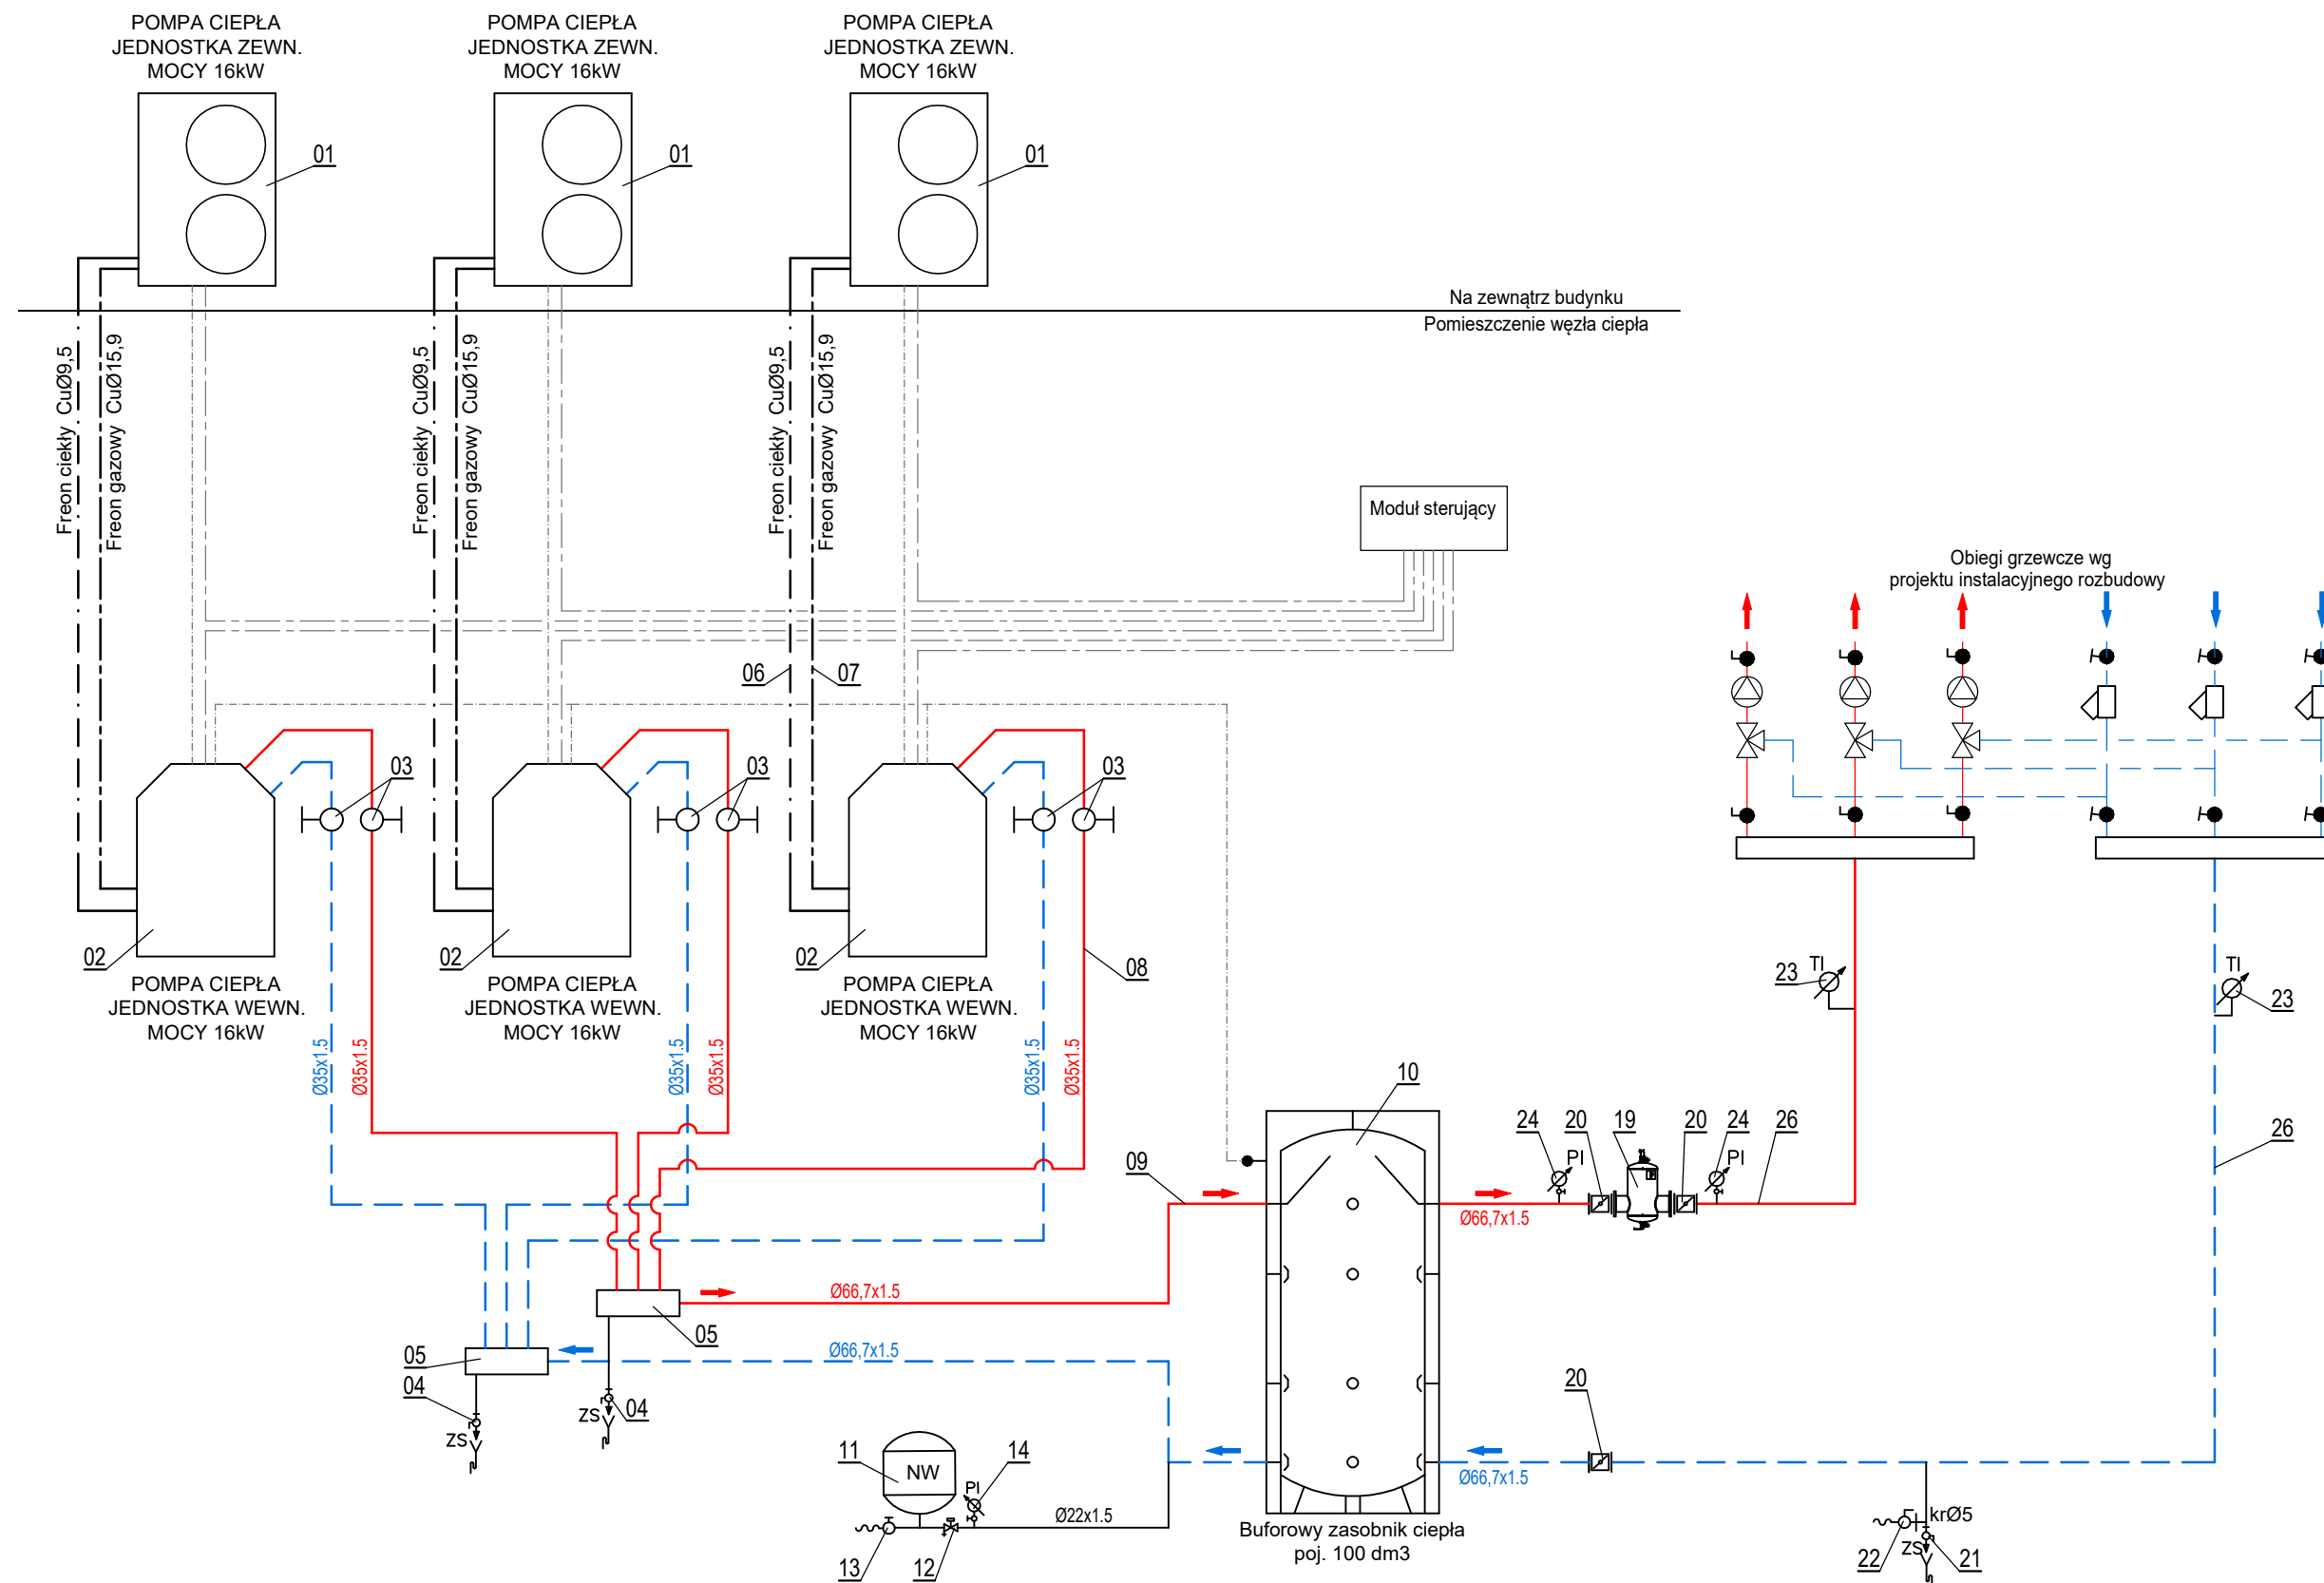 POMPA CIEPŁA
JEDNOSTKA ZEWN.
MOCY 16kW
POMPA CIEPŁA
JEDNOSTKA ZEWN.
MOCY 16kW
POMPA CIEPŁA
JEDNOSTKA ZEWN.
MOCY 16kW
01
01
01
Na zewnątrz budynku
Pomieszczenie węzła ciepła
Freon ciekły CuØ9,5
Freon gazowy CuØ15,9
Freon ciekły CuØ9,5
Freon gazowy CuØ15,9
Freon ciekły CuØ9,5
Freon gazowy CuØ15,9
Moduł sterujący
Obiegi grzewcze wg
projektu instalacyjnego rozbudowy
06
07
03
03
03
02
02
02
08
POMPA CIEPŁA
JEDNOSTKA WEWN.
MOCY 16kW
POMPA CIEPŁA
JEDNOSTKA WEWN.
MOCY 16kW
POMPA CIEPŁA
JEDNOSTKA WEWN.
MOCY 16kW
23
TI
TI
23
Ø35x1.5
Ø35x1.5
Ø35x1.5
Ø35x1.5
Ø35x1.5
Ø35x1.5
10
24
20
19
20
24
26
26
PI
PI
09
Ø66,7x1.5
Ø66,7x1.5
05
Ø66,7x1.5
05
04
04
ZS
ZS
20
Ø66,7x1.5
11
NW
14
PI
Ø22x1.5
13
12
Buforowy zasobnik ciepła
poj. 100 dm3
krØ5
ZS
22
21